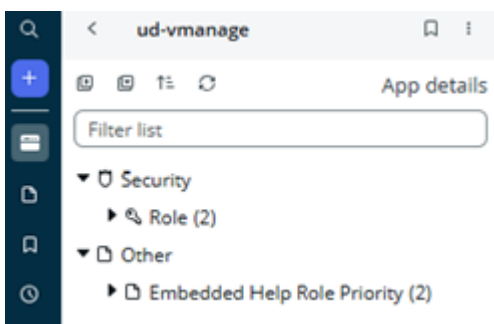 ud-vmanage
App details
Filter list
Security
Role (2)
Other
Embedded Help Role Priority (2)